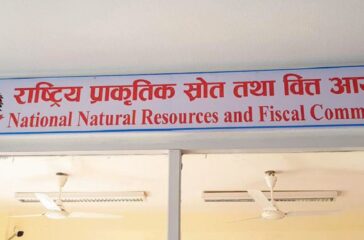 राष्ट्रिय प्राकृतिक स्रोत तथा वित्त
National Natural Resources and Fiscal